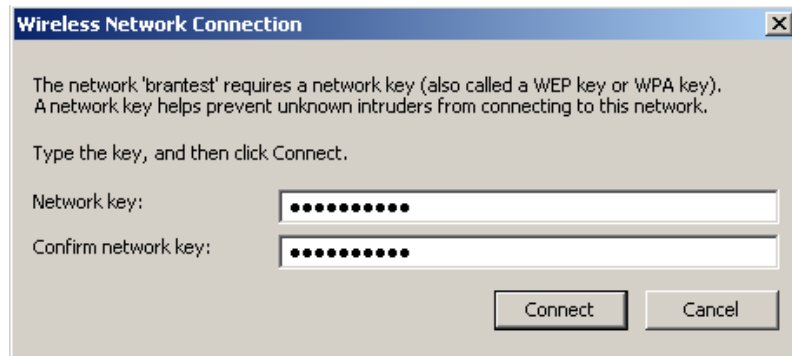 Wireless Network Connection
The network 'brantest' requires a network key (also called a WEP key or WPA key).
A network key helps prevent unknown intruders from connecting to this network.
Type the key, and then click Connect.
Network key: ●●●●●●●●●●
Confirm network key: ●●●●●●●●●●
Connect Cancel